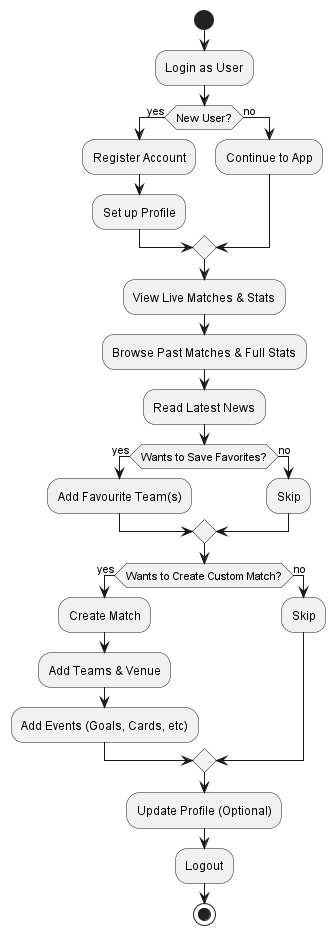 Login as User
New User?
yes
no
Register Account
Continue to App
Set up Profile
View Live Matches & Stats
Browse Past Matches & Full Stats
Read Latest News
Wants to Save Favorites?
yes
no
Add Favourite Team(s)
Skip
Wants to Create Custom Match?
yes
no
Create Match
Skip
Add Teams & Venue
Add Events (Goals, Cards, etc)
Update Profile (Optional)
Logout